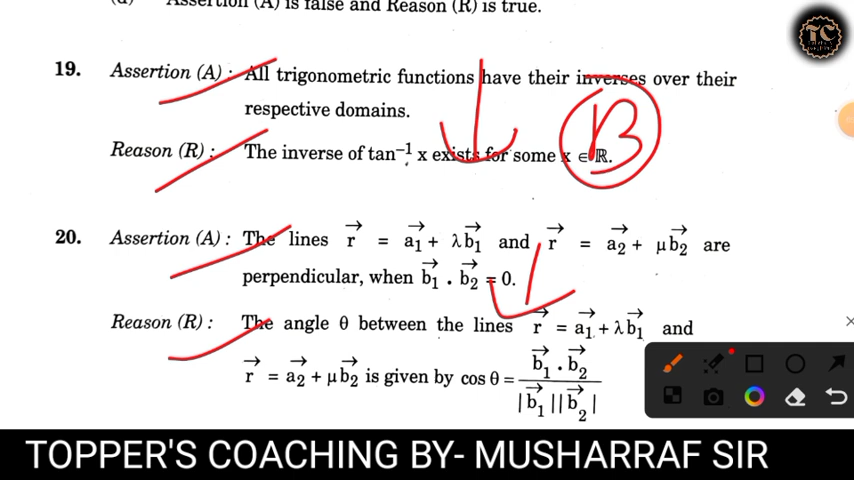 Assertion (A) is false and Reason (R) is true.
19. Assertion (A) : All trigonometric functions have their inverses over their
respective domains.
Reason (R) : The inverse of tan⁻¹ x exists for some x ∈ ℝ.
B
20. Assertion (A) : The lines r⃗ = a⃗₁ + λb⃗₁ and r⃗ = a⃗₂ + μb⃗₂ are
perpendicular, when b⃗₁ . b⃗₂ = 0.
Reason (R) : The angle θ between the lines r⃗ = a⃗₁ + λb⃗₁ and
r⃗ = a⃗₂ + μb⃗₂ is given by cos θ = b⃗₁ . b⃗₂ / |b⃗₁||b⃗₂|
TOPPER'S COACHING BY- MUSHARRAF SIR